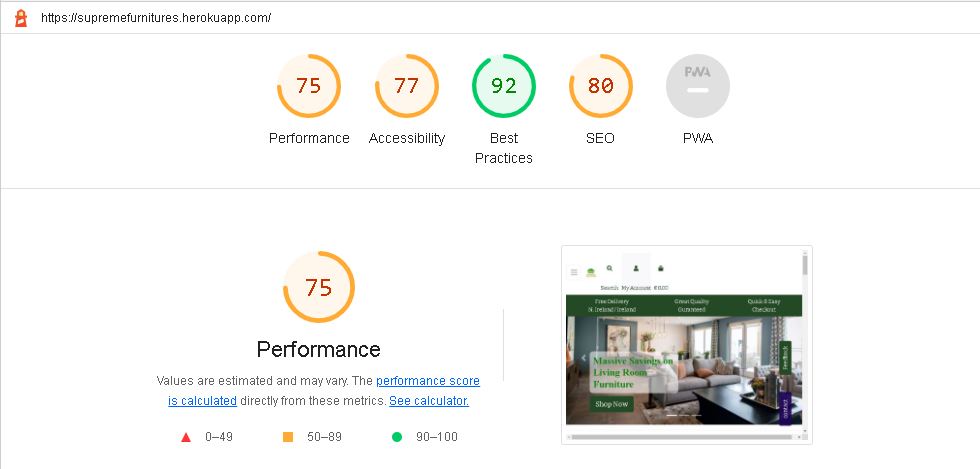 https://supremefurnitures.herokuapp.com/
75
77
92
80
PWA
Performance
Accessibility
Best
Practices
SEO
PWA
75
Performance
Values are estimated and may vary. The performance score
is calculated directly from these metrics. See calculator.
0–49
50–89
90–100
Search
My Account
€0.00
Free Delivery
N. Ireland/Ireland
Great Quality
Guranteed
Quick & Easy
Checkout
Massive Savings on
Living Room
Furniture
Shop Now
Feedback
contact